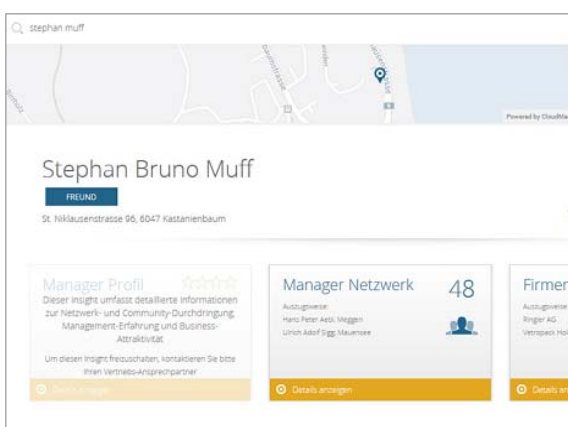 stephan muff
Powered by CloudMa
Stephan Bruno Muff
FREUND
St. Niklausenstrasse 96, 6047 Kastanienbaum
Manager Profil
Dieser Insight umfasst detaillierte Informationen
zur Netzwerk- und Community-Durchdringung,
Management-Erfahrung und Business-
Attraktivität
Um diesen Insight freizuschalten, kontaktieren Sie bitte
Ihren Vertriebs-Ansprechpartner
Details anzeigen
Manager Netzwerk 48
Auszugsweise:
Hans Peter Aebi, Meggen
Ulrich Adolf Sigg, Mauensee
Details anzeigen
Firmen
Auszugsweise:
Ringier AG
Vetropack Hol
Details an